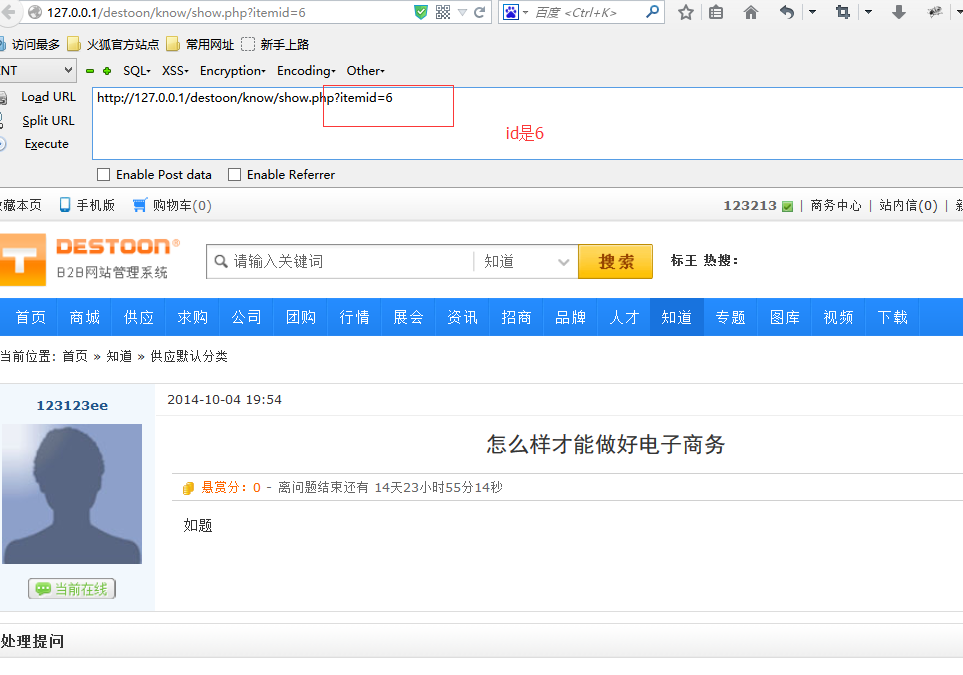 127.0.0.1/destoon/know/show.php?itemid=6
百度 <Ctrl+K>
访问最多 火狐官方站点 常用网址 新手上路
NT SQL- XSS- Encryption- Encoding- Other-
Load URL
http://127.0.0.1/destoon/know/show.php?itemid=6
Split URL
id是6
Execute
Enable Post data Enable Referrer
收藏本页 手机版 购物车(0)
123213 | 商务中心 | 站内信(0) |
DESTOON®
B2B网站管理系统
请输入关键词 知道 搜索 标王 热搜:
首页 商城 供应 求购 公司 团购 行情 展会 资讯 招商 品牌 人才 知道 专题 图库 视频 下载
当前位置: 首页 » 知道 » 供应默认分类
123123ee
2014-10-04 19:54
怎么样才能做好电子商务
悬赏分：0 - 离问题结束还有 14天23小时55分14秒
如题
当前在线
处理提问